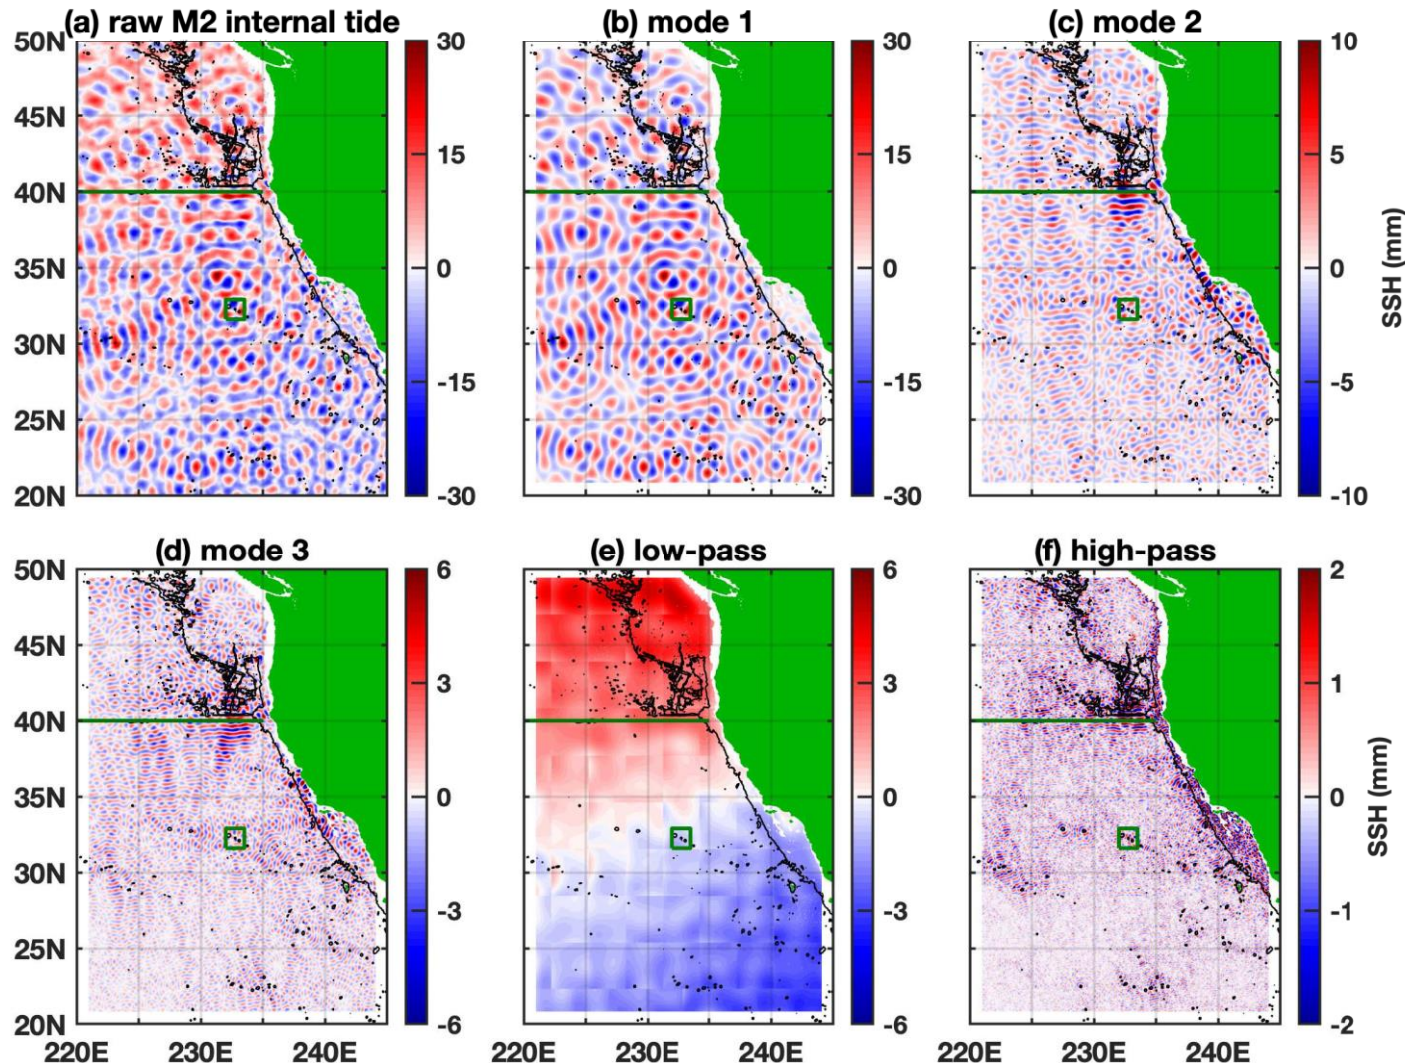 (a) raw M2 internal tide
(b) mode 1
(c) mode 2
50N
45N
40N
35N
30N
25N
20N
30
15
0
-15
-30
30
15
0
-15
-30
10
5
0
-5
-10
SSH (mm)
(d) mode 3
(e) low-pass
(f) high-pass
50N
45N
40N
35N
30N
25N
20N
6
3
0
-3
-6
6
3
0
-3
-6
2
1
0
-1
-2
SSH (mm)
220E 230E 240E
220E 230E 240E
220E 230E 240E